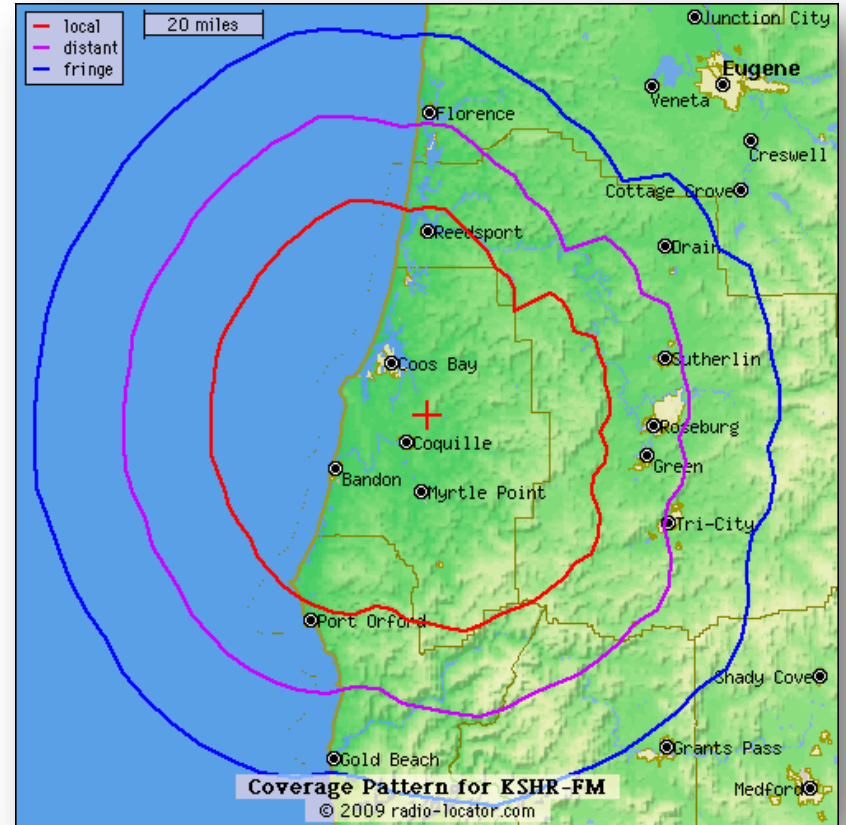 local
distant
fringe
20 miles
Junction City
Eugene
Veneta
Florence
Creswell
Cottage Grove
Reedsport
Drain
Coos Bay
Sutherlin
Roseburg
Coquille
Green
Bandon
Myrtle Point
Tri-City
Port Orford
Shady Cove
Grants Pass
Gold Beach
Medford
Coverage Pattern for KSHR-FM
© 2009 radio-locator.com